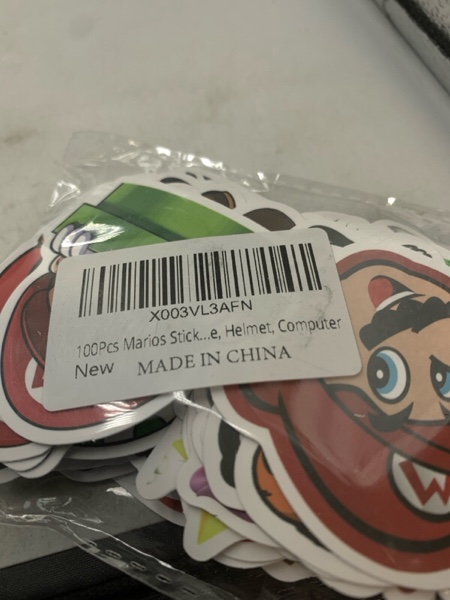 X003VL3AFN
100Pcs Marios Stick...e, Helmet, Computer
New MADE IN CHINA